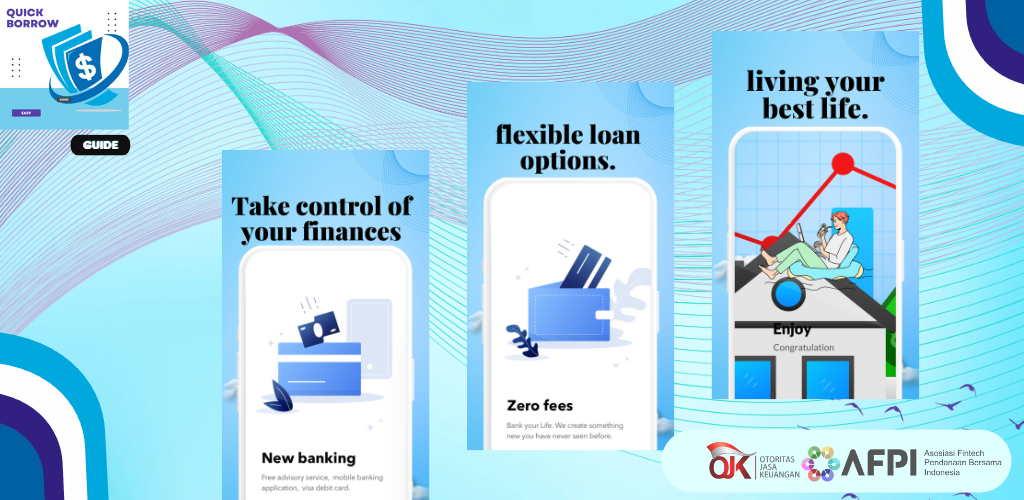 QUICK
BORROW
$
GUIDE
EASY
GUIDE
Take control of
your finances
New banking
Free advisory service, mobile banking
application, visa debit card.
flexible loan
options.
Zero fees
Bank your Life. We create something
new you have never seen before.
living your
best life.
Enjoy
Congratulation
OJK
OTORITAS
JASA
KEUANGAN
AFPI
Asosiasi Fintech
Pendanaan Bersama
Indonesia